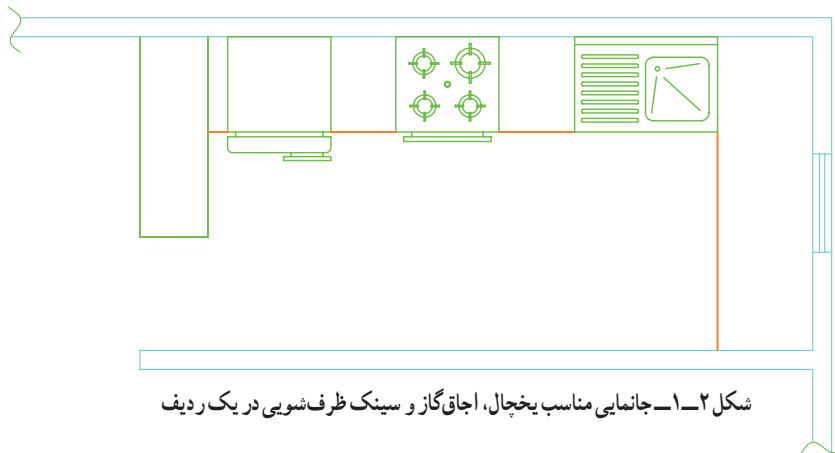 شکل ۲ــ۱ــ جانمایی مناسب یخچال، اجاق‌گاز و سینک ظرف‌شویی در یک ردیف